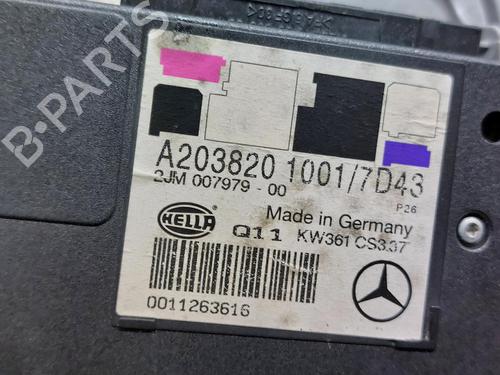 A203820 1001/7D43
2JM 007979 - 00
P26
HELLA
Made in Germany
Q11 KW361 CS3.37
0011263616
B-PARTS